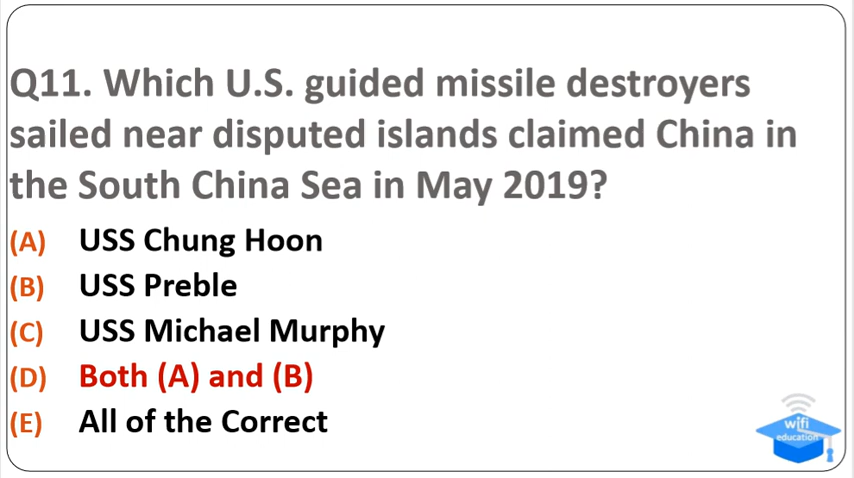 Q11. Which U.S. guided missile destroyers
sailed near disputed islands claimed China in
the South China Sea in May 2019?
(A) USS Chung Hoon
(B) USS Preble
(C) USS Michael Murphy
(D) Both (A) and (B)
(E) All of the Correct
wifi
education